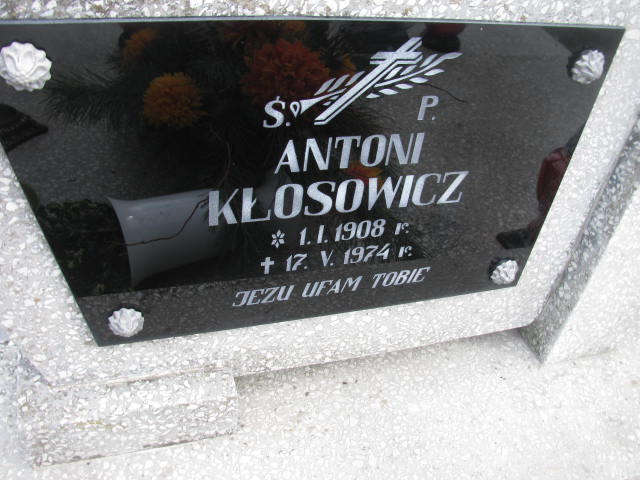 Ś. P.
ANTONI
KŁOSOWICZ
* 1. I. 1908 r.
✝ 17. V. 1974 r.
JEZU UFAM TOBIE